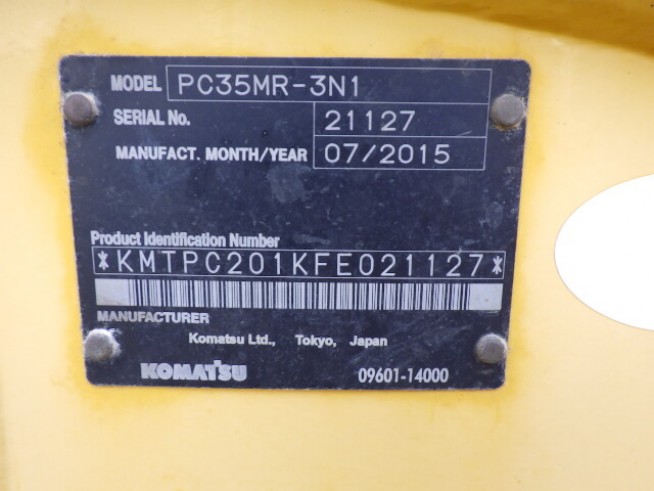 MODEL PC35MR-3N1
SERIAL No. 21127
MANUFACT. MONTH/YEAR 07/2015
Product Identification Number
*KMTPC201KFE021127*
MANUFACTURER
Komatsu Ltd., Tokyo, Japan
KOMATSU 09601-14000